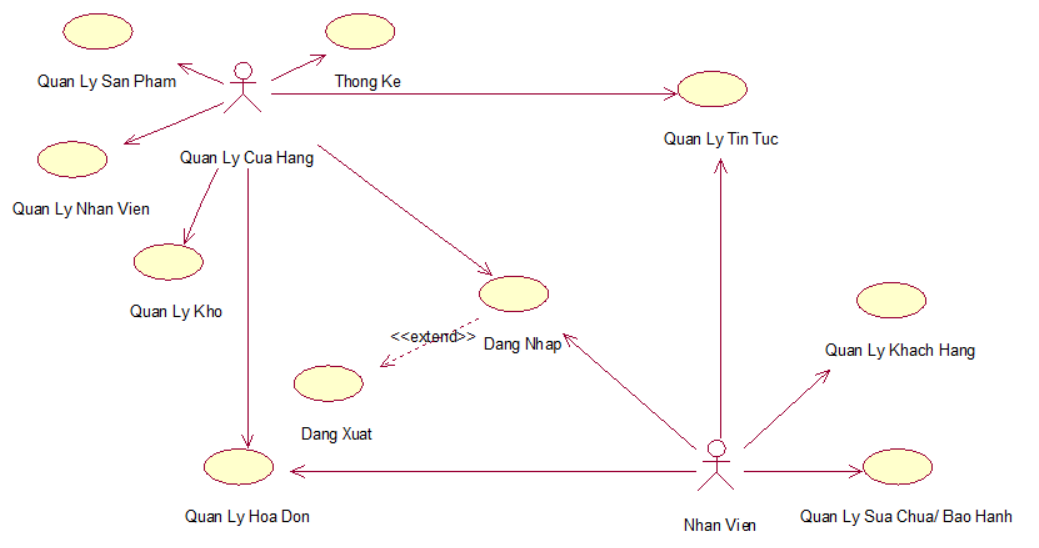 Quan Ly San Pham
Thong Ke
Quan Ly Tin Tuc
Quan Ly Cua Hang
Quan Ly Nhan Vien
Quan Ly Kho
<<extend>>
Dang Nhap
Quan Ly Khach Hang
Dang Xuat
Quan Ly Hoa Don
Nhan Vien
Quan Ly Sua Chua/ Bao Hanh